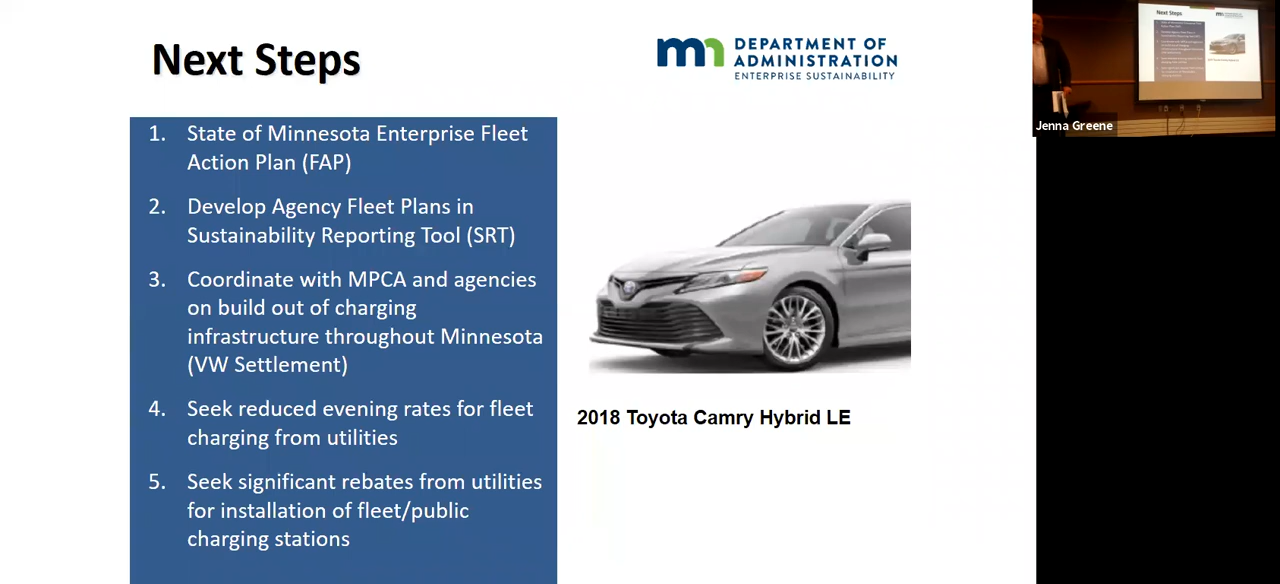 Next Steps
mn DEPARTMENT OF
ADMINISTRATION
ENTERPRISE SUSTAINABILITY
1. State of Minnesota Enterprise Fleet
Action Plan (FAP)
2. Develop Agency Fleet Plans in
Sustainability Reporting Tool (SRT)
3. Coordinate with MPCA and agencies
on build out of charging
infrastructure throughout Minnesota
(VW Settlement)
4. Seek reduced evening rates for fleet
charging from utilities
5. Seek significant rebates from utilities
for installation of fleet/public
charging stations
2018 Toyota Camry Hybrid LE
Next Steps
Jenna Greene